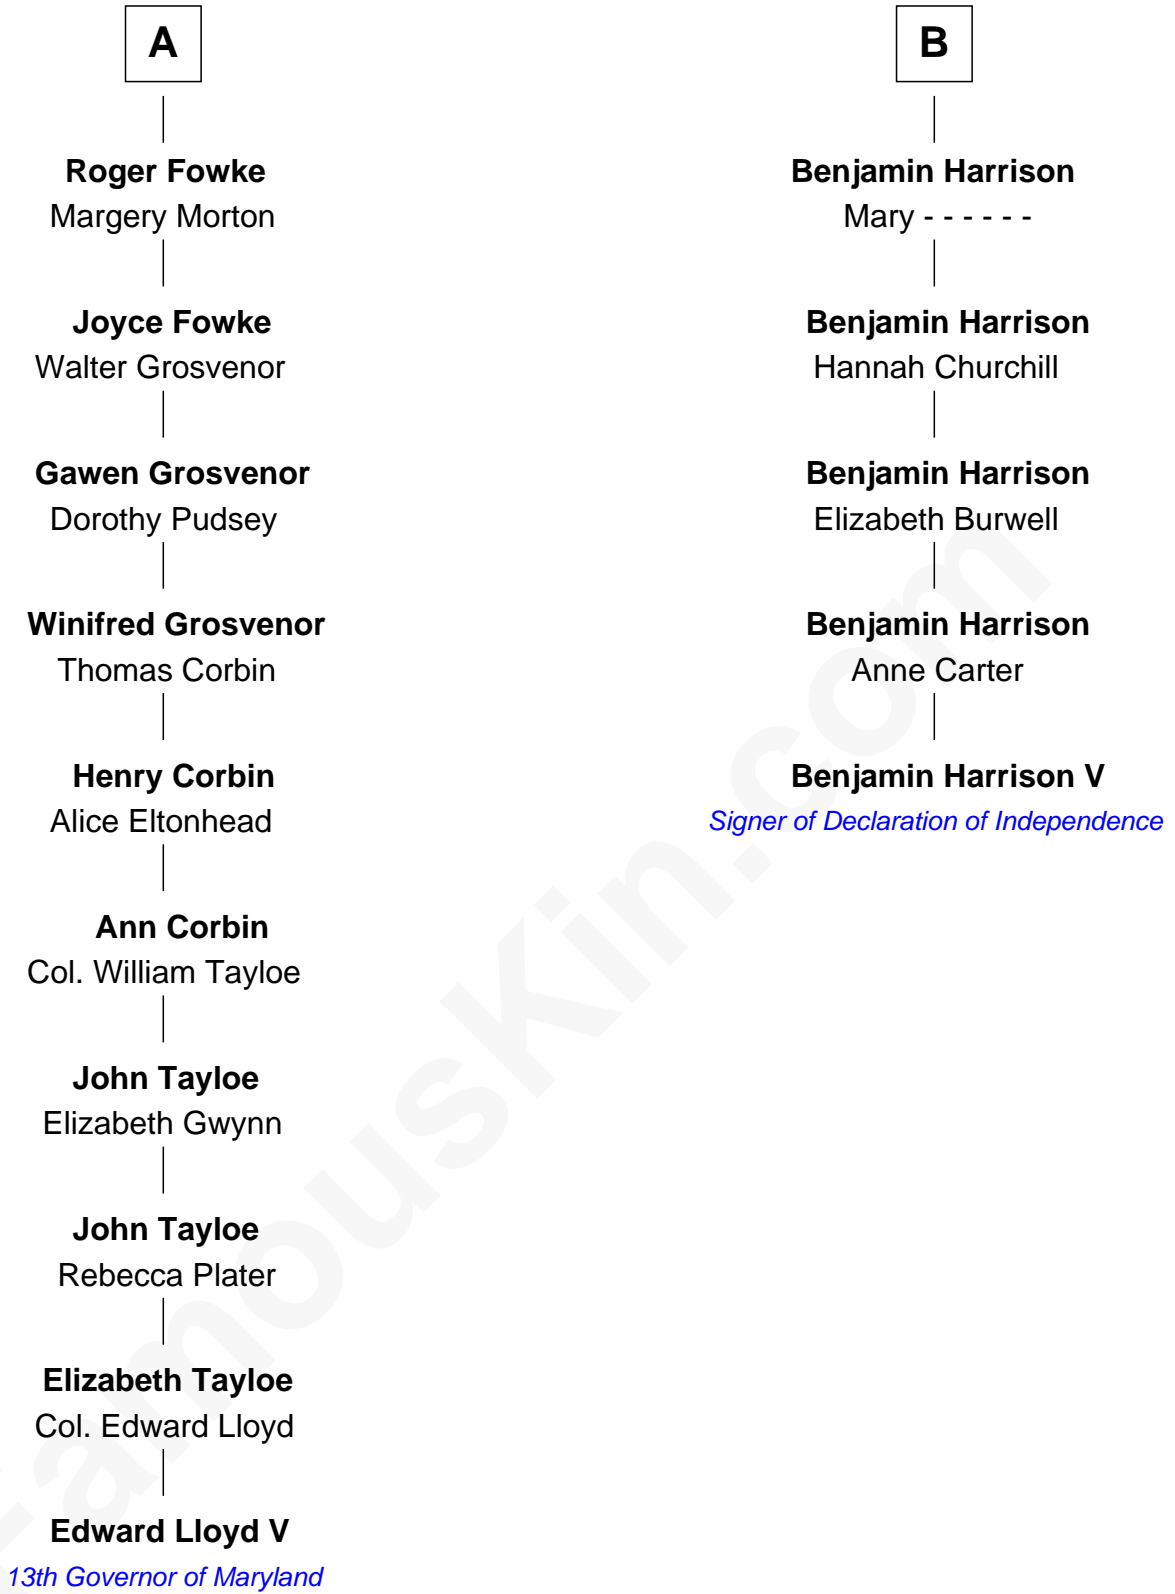 A
Roger Fowke
Margery Morton
Joyce Fowke
Walter Grosvenor
Gawen Grosvenor
Dorothy Pudsey
Winifred Grosvenor
Thomas Corbin
Henry Corbin
Alice Eltonhead
Ann Corbin
Col. William Tayloe
John Tayloe
Elizabeth Gwynn
John Tayloe
Rebecca Plater
Elizabeth Tayloe
Col. Edward Lloyd
Edward Lloyd V
13th Governor of Maryland
B
Benjamin Harrison
Mary - - - - - -
Benjamin Harrison
Hannah Churchill
Benjamin Harrison
Elizabeth Burwell
Benjamin Harrison
Anne Carter
Benjamin Harrison V
Signer of Declaration of Independence
FamousKin.com